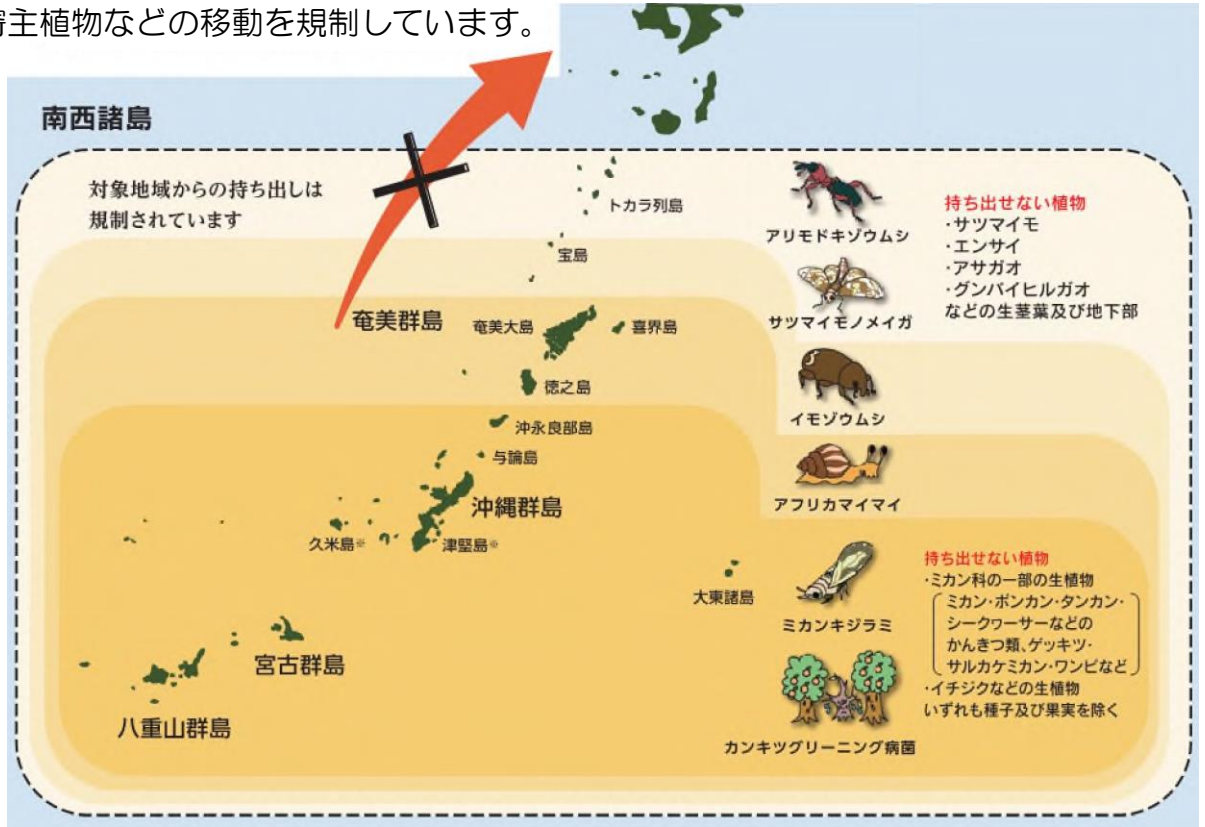 寄主植物などの移動を規制しています。
南西諸島
対象地域からの持ち出しは
規制されています
トカラ列島
宝島
奄美群島
奄美大島
喜界島
徳之島
沖永良部島
与論島
沖縄群島
久米島※
津堅島※
大東諸島
宮古群島
八重山群島
アリモドキゾウムシ
サツマイモノメイガ
持ち出せない植物
・サツマイモ
・エンサイ
・アサガオ
・グンバイヒルガオ
などの生茎葉及び地下部
イモゾウムシ
アフリカマイマイ
ミカンキジラミ
カンキツグリーニング病菌
持ち出せない植物
・ミカン科の一部の生植物
ミカン・ポンカン・タンカン・
シークヮーサーなどの
かんきつ類、ゲッキツ・
サルカケミカン・ワンピなど
・イチジクなどの生植物
いずれも種子及び果実を除く